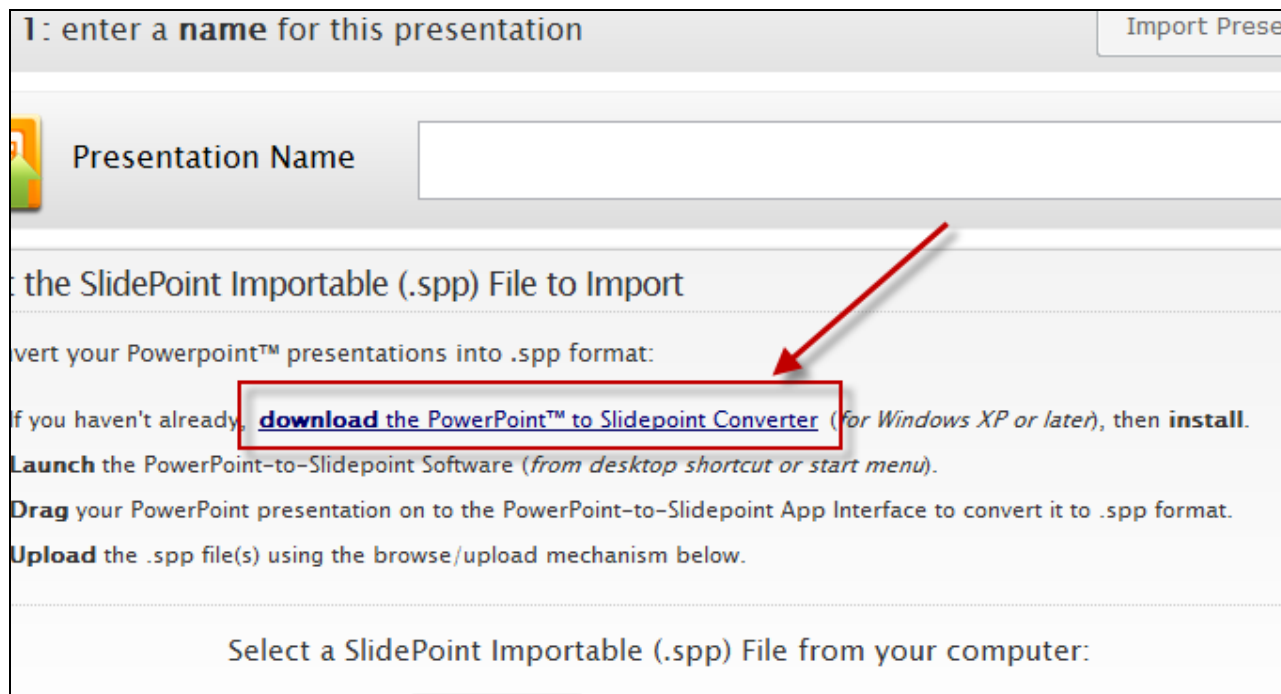 1: enter a name for this presentation
Import Prese
Presentation Name
the SlidePoint Importable (.spp) File to Import
vert your Powerpoint™ presentations into .spp format:
If you haven't already, download the PowerPoint™ to Slidepoint Converter (for Windows XP or later), then install.
Launch the PowerPoint-to-Slidepoint Software (from desktop shortcut or start menu).
Drag your PowerPoint presentation on to the PowerPoint-to-Slidepoint App Interface to convert it to .spp format.
Upload the .spp file(s) using the browse/upload mechanism below.
Select a SlidePoint Importable (.spp) File from your computer: